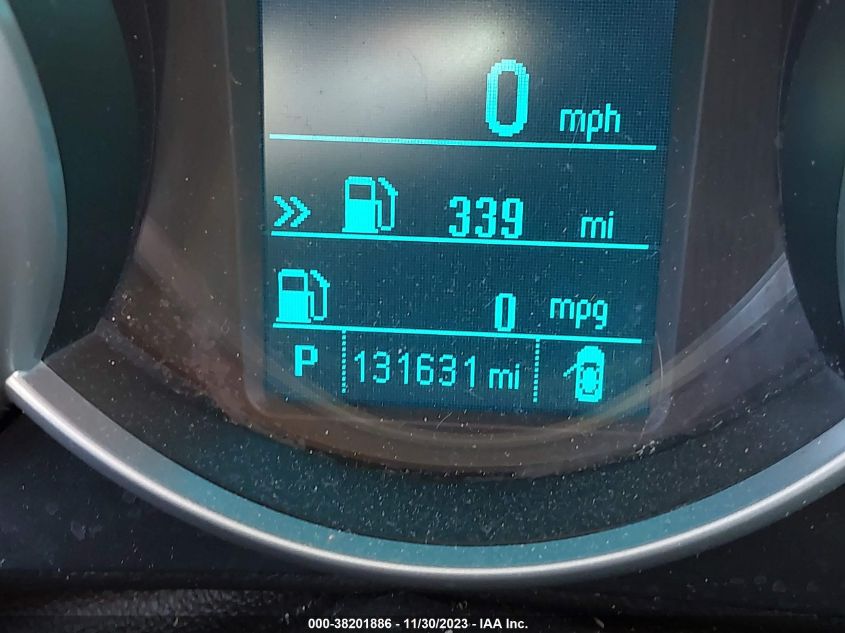 0 mph
339 mi
0 mpg
P 131631 mi
000-38201886 - 11/30/2023 - IAA Inc.